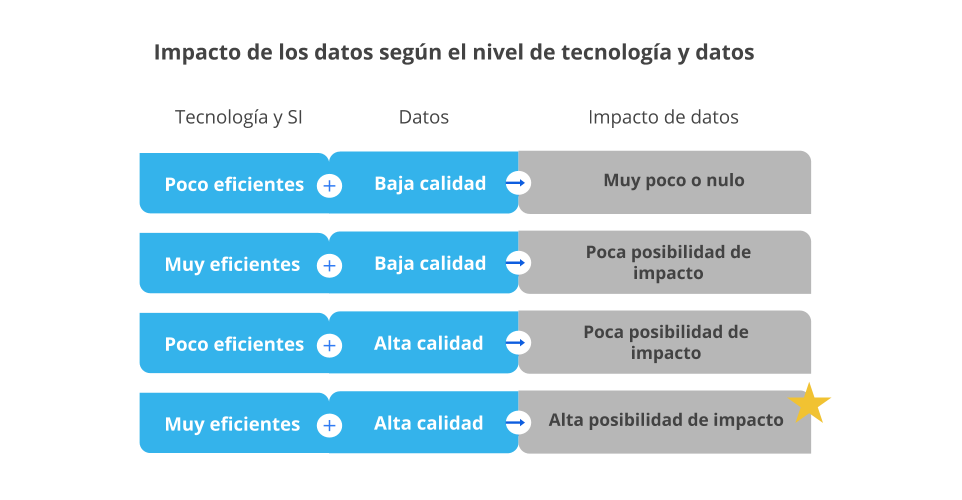 Impacto de los datos según el nivel de tecnología y datos
Tecnología y SI
Datos
Impacto de datos
Poco eficientes
+
Baja calidad
Muy poco o nulo
Muy eficientes
+
Baja calidad
Poca posibilidad de
impacto
Poco eficientes
+
Alta calidad
Poca posibilidad de
impacto
Muy eficientes
+
Alta calidad
Alta posibilidad de impacto